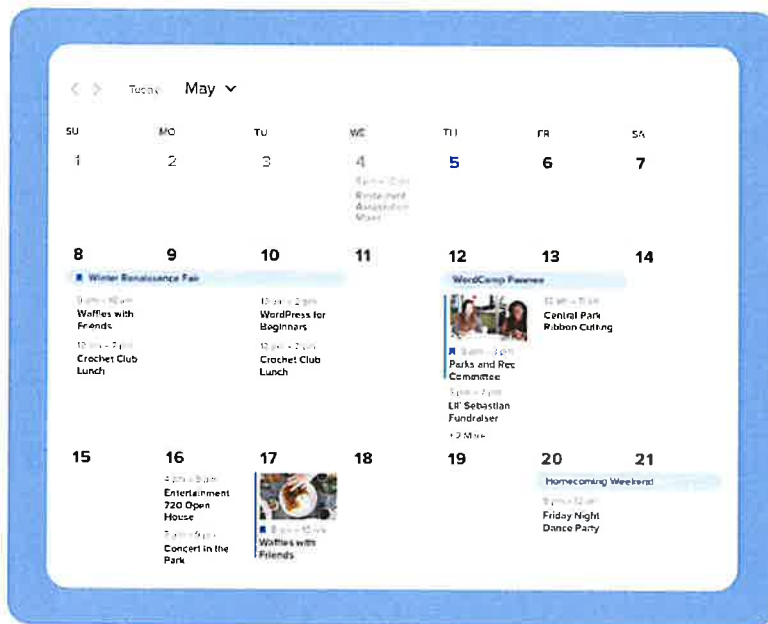 Today May
SU MO TU WE TH FR SA
1 2 3 4 5 6 7
Restaurant
Association
Mixer
8 9 10 11 12 13 14
Winter Renaissance Fair
WordCamp Pawnee
Waffles with
Friends
Crochet Club
Lunch
WordPress for
Beginners
Crochet Club
Lunch
Parks and Rec
Committee
Lil' Sebastian
Fundraiser
+ 2 More
Central Park
Ribbon Cutting
15 16 17 18 19 20 21
Homecoming Weekend
Entertainment
720 Open
House
Concert in the
Park
Waffles with
Friends
Friday Night
Dance Party